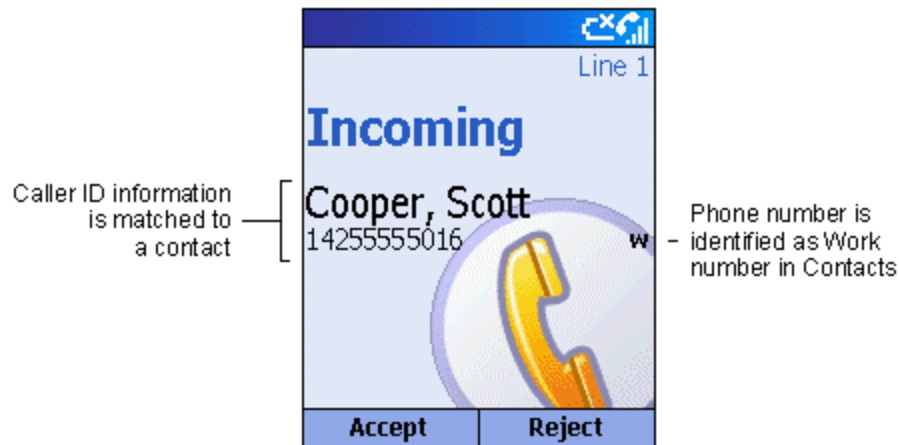 Line 1
Incoming
Caller ID information
is matched to
a contact
Cooper, Scott
14255555016
w
Phone number is
identified as Work
number in Contacts
Accept
Reject